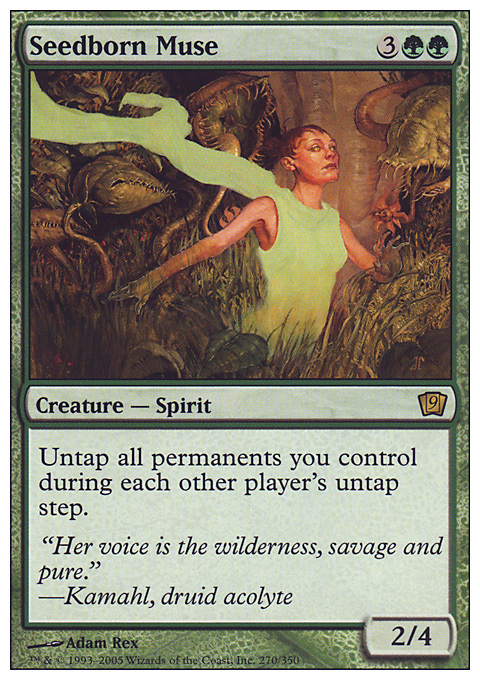 Seedborn Muse 3
Creature — Spirit 9
Untap all permanents you control
during each other player's untap
step.
"Her voice is the wilderness, savage and
pure."
—Kamahl, druid acolyte
Adam Rex
2/4
™ & © 1993–2005 Wizards of the Coast, Inc. 270/350